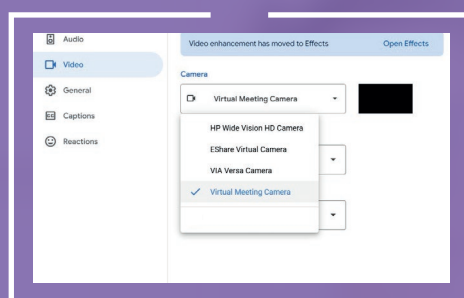 Audio
Video enhancement has moved to Effects Open Effects
Video
Camera
General
Virtual Meeting Camera
Captions
HP Wide Vision HD Camera
Reactions
EShare Virtual Camera
VIA Versa Camera
Virtual Meeting Camera